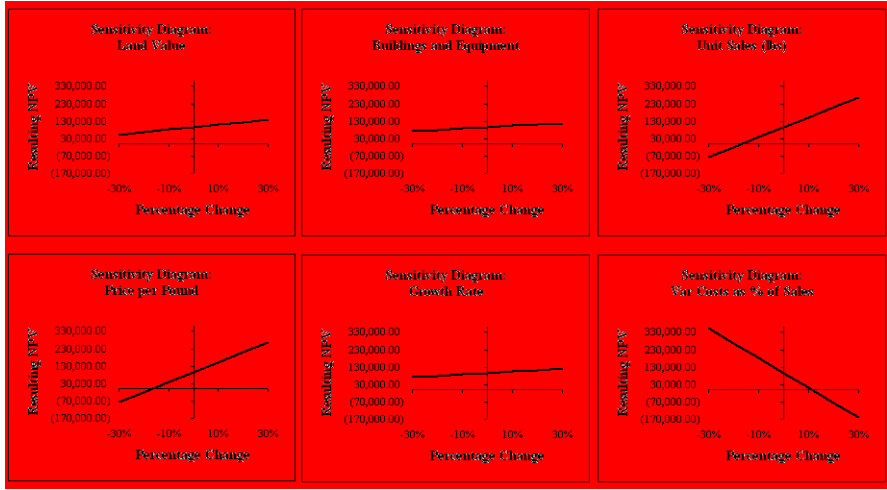 Sensitivity Diagram:
Land Value
Resulting NPV
330,000.00
230,000.00
130,000.00
30,000.00
(70,000.00)
(170,000.00)
-30% -10% 10% 30%
Percentage Change
Sensitivity Diagram:
Buildings and Equipment
Resulting NPV
330,000.00
230,000.00
130,000.00
30,000.00
(70,000.00)
(170,000.00)
-30% -10% 10% 30%
Percentage Change
Sensitivity Diagram:
Unit Sales (lbs)
Resulting NPV
330,000.00
230,000.00
130,000.00
30,000.00
(70,000.00)
(170,000.00)
-30% -10% 10% 30%
Percentage Change
Sensitivity Diagram:
Price per Pound
Resulting NPV
330,000.00
230,000.00
130,000.00
30,000.00
(70,000.00)
(170,000.00)
-30% -10% 10% 30%
Percentage Change
Sensitivity Diagram:
Growth Rate
Resulting NPV
330,000.00
230,000.00
130,000.00
30,000.00
(70,000.00)
(170,000.00)
-30% -10% 10% 30%
Percentage Change
Sensitivity Diagram:
Var Costs as % of Sales
Resulting NPV
330,000.00
230,000.00
130,000.00
30,000.00
(70,000.00)
(170,000.00)
-30% -10% 10% 30%
Percentage Change